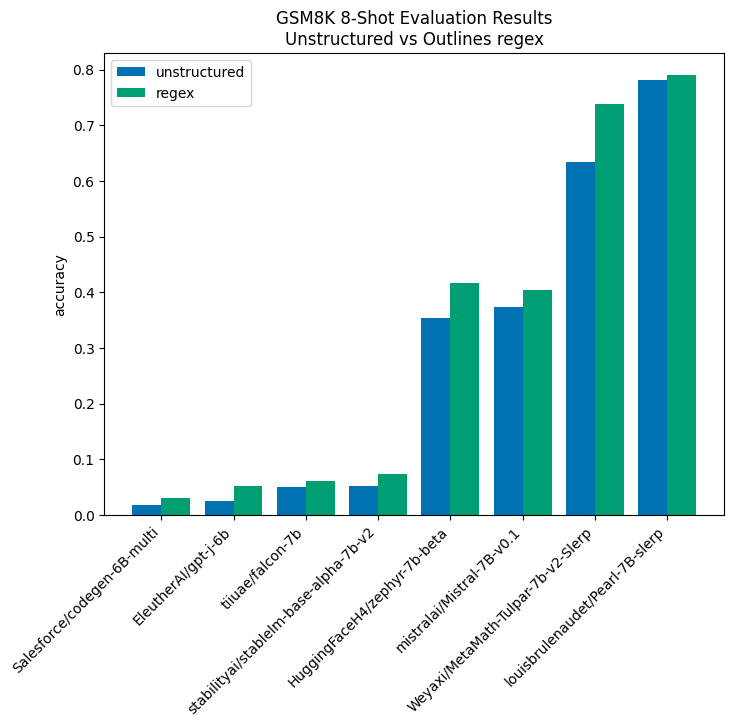 GSM8K 8-Shot Evaluation Results
Unstructured vs Outlines regex
unstructured
regex
accuracy
0.8
0.7
0.6
0.5
0.4
0.3
0.2
0.1
0.0
Salesforce/codegen-6B-multi
EleutherAI/gpt-j-6b
tiiuae/falcon-7b
stabilityai/stablelm-base-alpha-7b-v2
HuggingFaceH4/zephyr-7b-beta
mistralai/Mistral-7B-v0.1
Weyaxi/MetaMath-Tulpar-7b-v2-Slerp
louisbrulenaudet/Pearl-7B-slerp